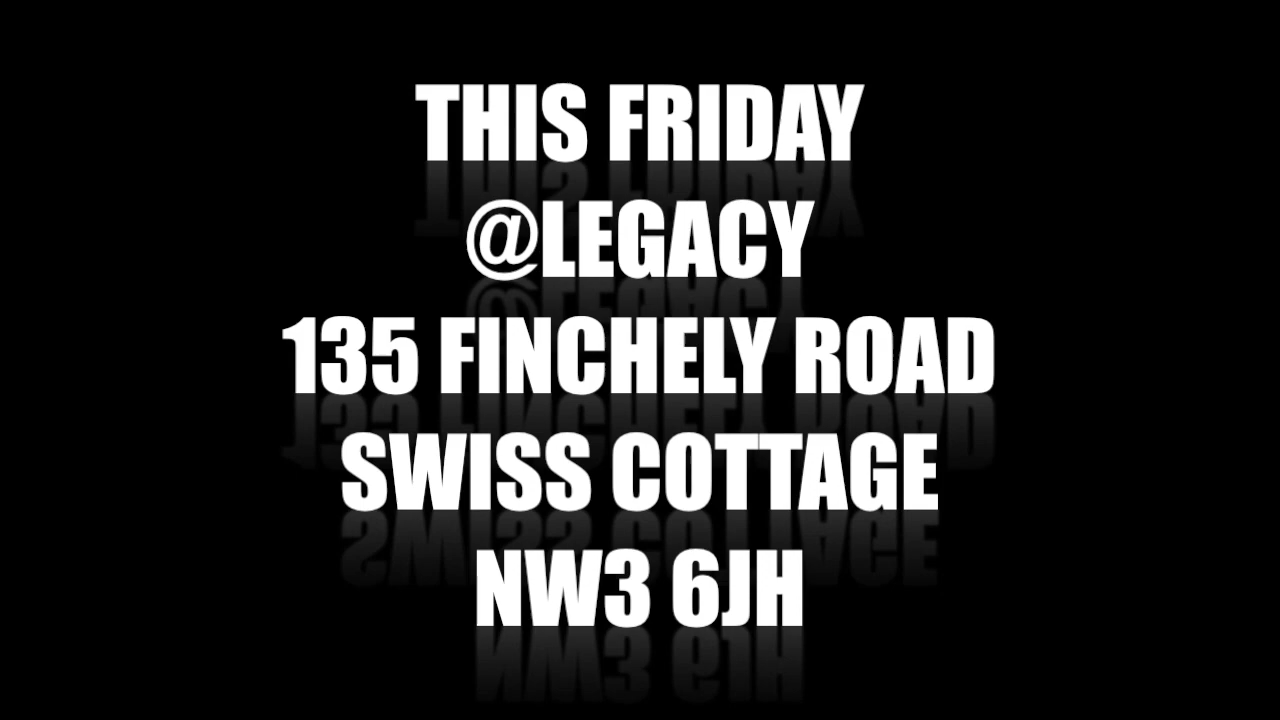 THIS FRIDAY
@LEGACY
135 FINCHELY ROAD
SWISS COTTAGE
NW3 6JH